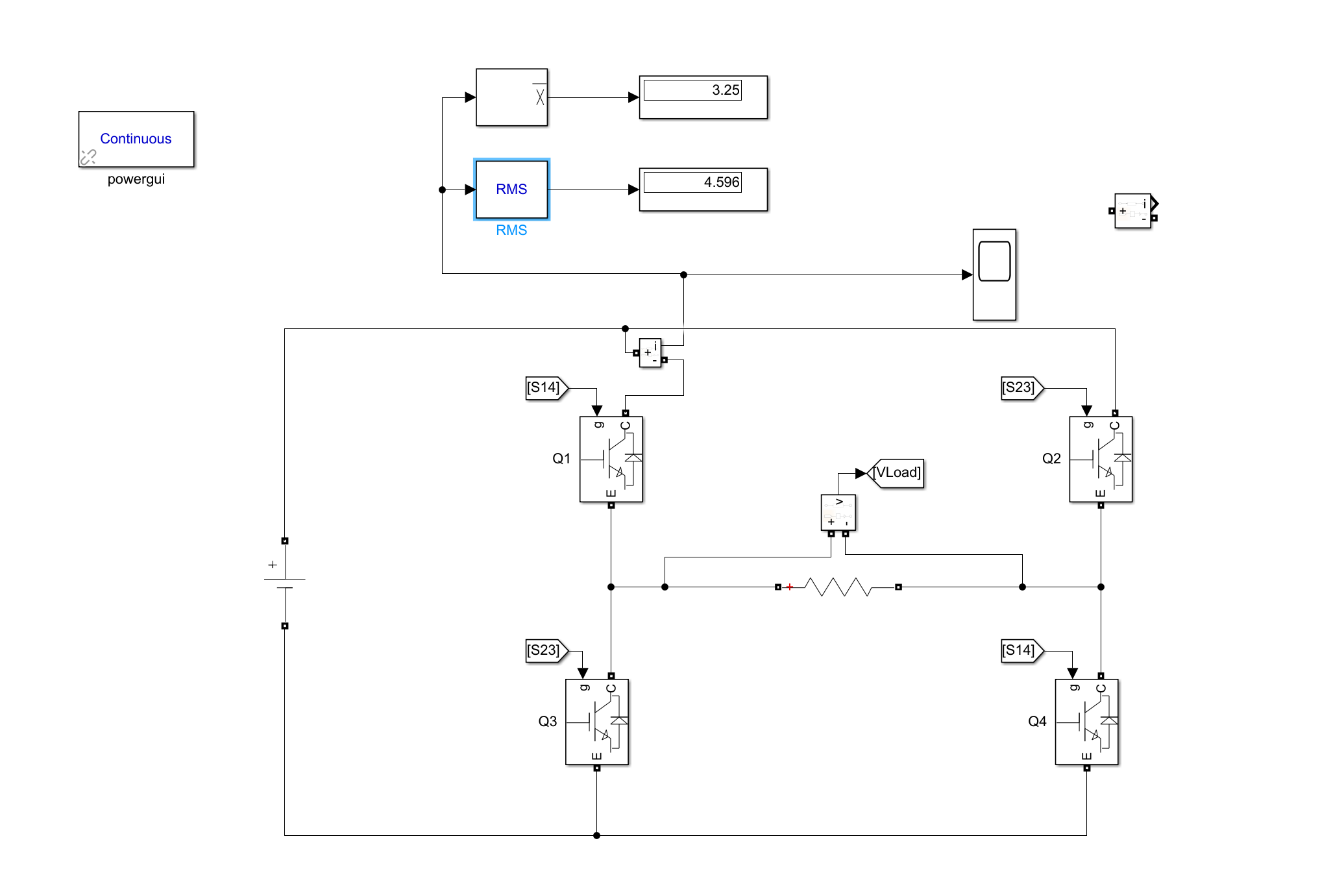 3.25
Continuous
powergui
RMS
4.596
RMS
i
+
-
i
+
-
[S14]
g
C
E
Q1
[S23]
g
C
E
Q2
[VLoad]
v
+
-
+
+
[S23]
g
C
E
Q3
[S14]
g
C
E
Q4